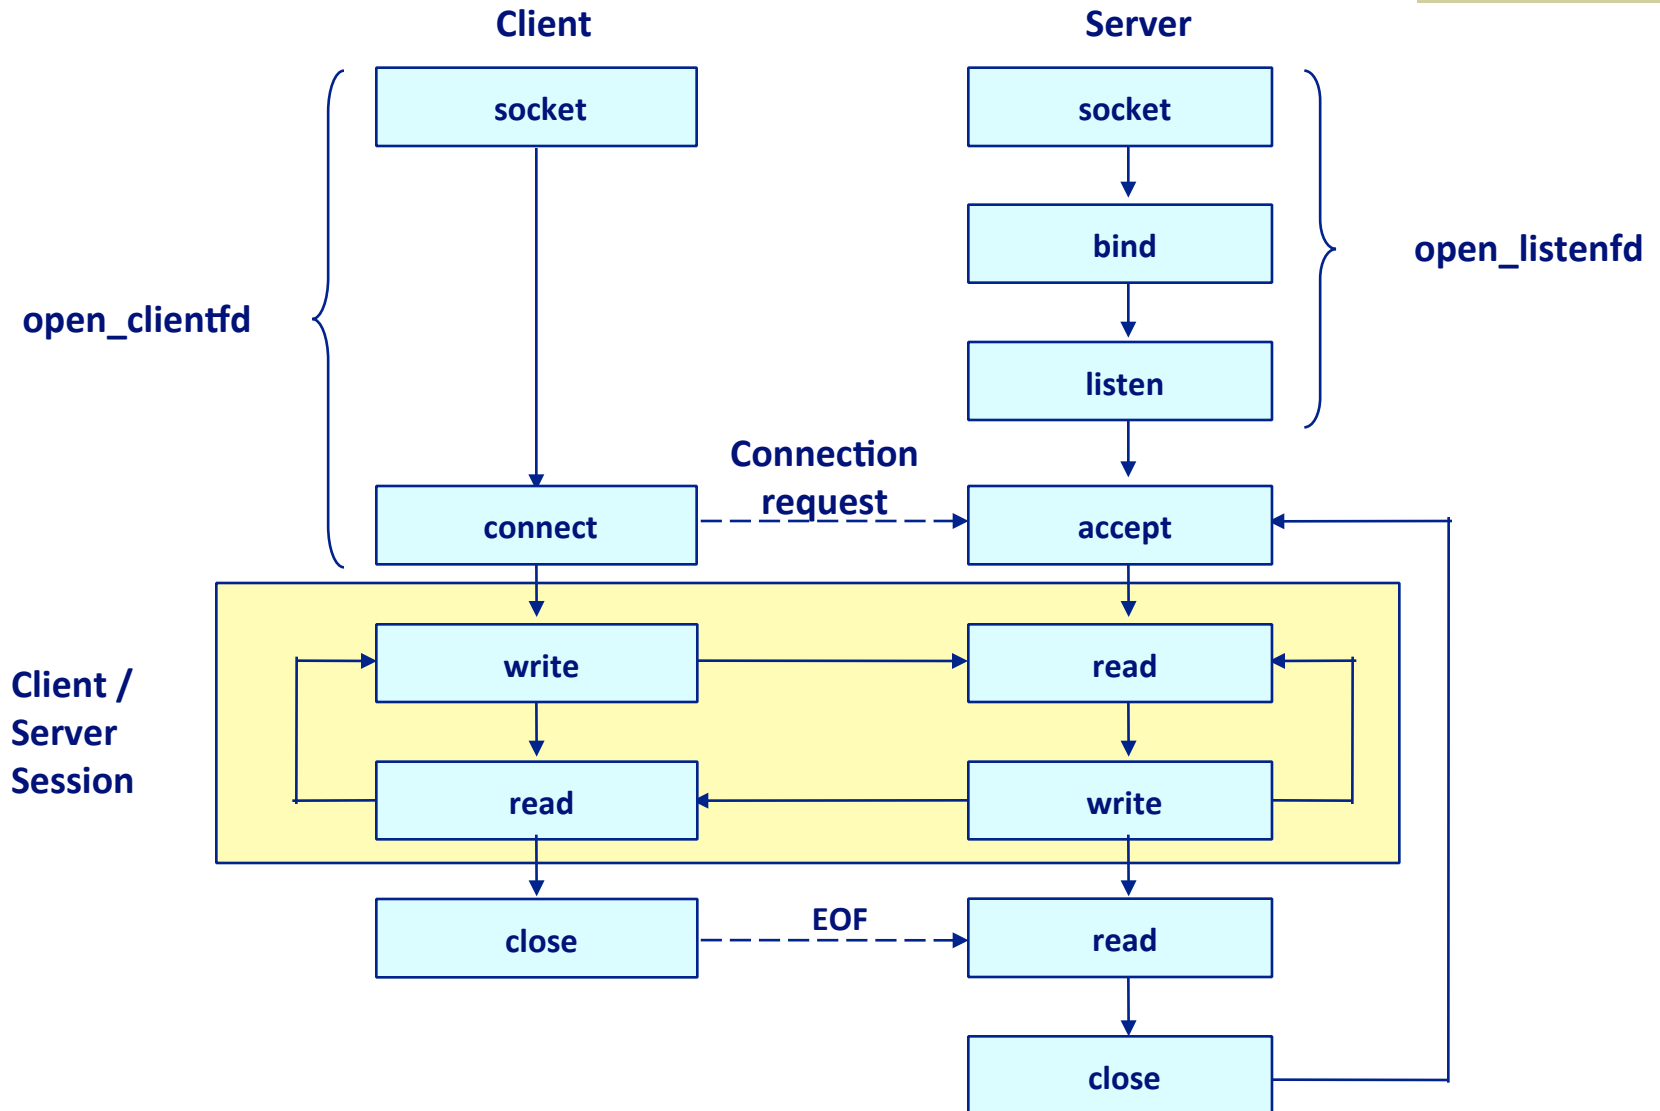 Client
Server
socket
socket
bind
open_listenfd
open_clientfd
listen
Connection
request
connect
accept
Client /
Server
Session
write
read
read
write
EOF
close
read
close